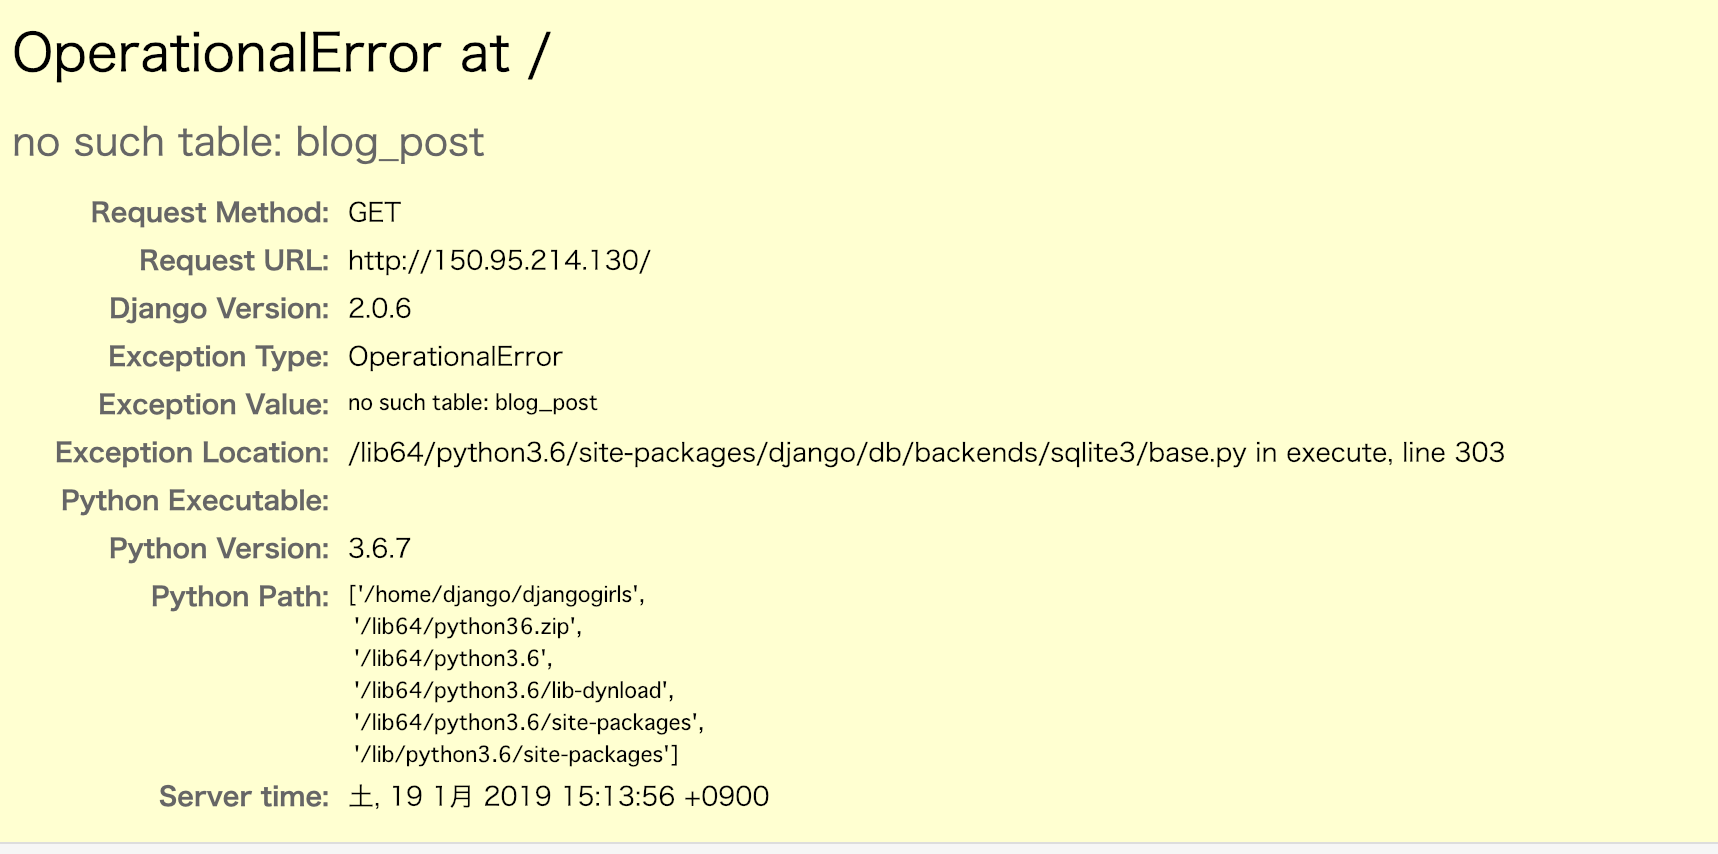 OperationalError at /
no such table: blog_post
Request Method: GET
Request URL: http://150.95.214.130/
Django Version: 2.0.6
Exception Type: OperationalError
Exception Value: no such table: blog_post
Exception Location: /lib64/python3.6/site-packages/django/db/backends/sqlite3/base.py in execute, line 303
Python Executable:
Python Version: 3.6.7
Python Path: ['/home/django/djangogirls',
'/lib64/python36.zip',
'/lib64/python3.6',
'/lib64/python3.6/lib-dynload',
'/lib64/python3.6/site-packages',
'/lib/python3.6/site-packages']
Server time: 土, 19 1月 2019 15:13:56 +0900